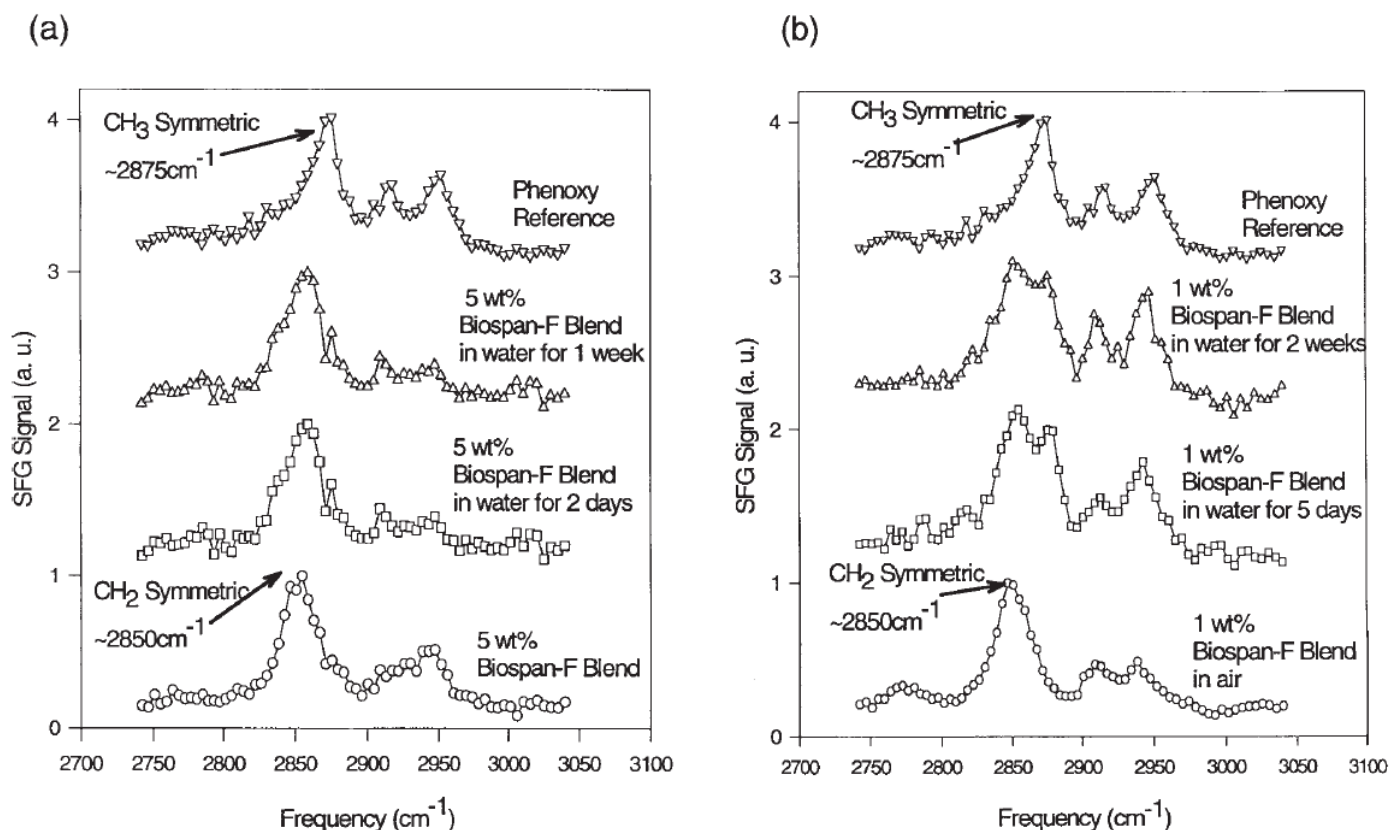 (a)
CH3 Symmetric
~2875cm-1
Phenoxy
Reference
5 wt%
Biospan-F Blend
in water for 1 week
5 wt%
Biospan-F Blend
in water for 2 days
CH2 Symmetric
~2850cm-1
5 wt%
Biospan-F Blend
SFG Signal (a. u.)
4
3
2
1
0
2700 2750 2800 2850 2900 2950 3000 3050 3100
Frequency (cm-1)
(b)
CH3 Symmetric
~2875cm-1
Phenoxy
Reference
1 wt%
Biospan-F Blend
in water for 2 weeks
1 wt%
Biospan-F Blend
in water for 5 days
CH2 Symmetric
~2850cm-1
1 wt%
Biospan-F Blend
in air
SFG Signal (a. u.)
4
3
2
1
0
2700 2750 2800 2850 2900 2950 3000 3050 3100
Frequency (cm-1)